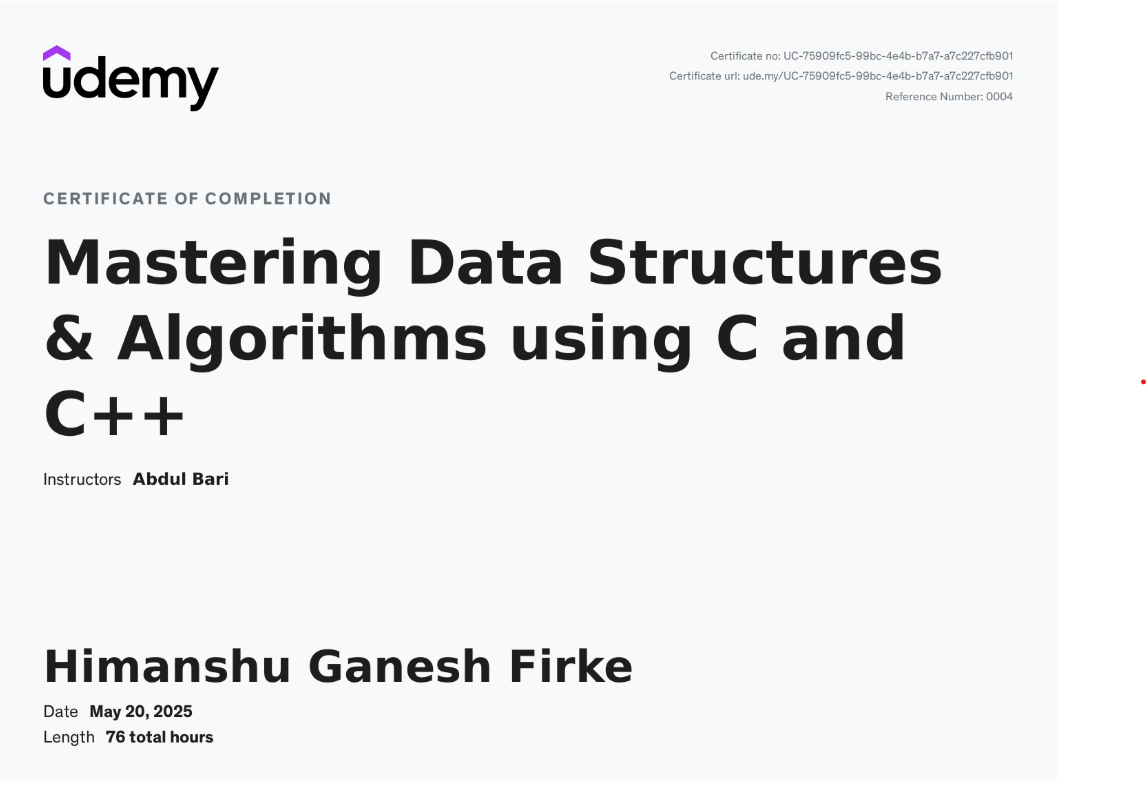 udemy
Certificate no: UC-75909fc5-99bc-4e4b-b7a7-a7c227cfb901
Certificate url: ude.my/UC-75909fc5-99bc-4e4b-b7a7-a7c227cfb901
Reference Number: 0004
CERTIFICATE OF COMPLETION
Mastering Data Structures
& Algorithms using C and
C++
Instructors Abdul Bari
Himanshu Ganesh Firke
Date May 20, 2025
Length 76 total hours